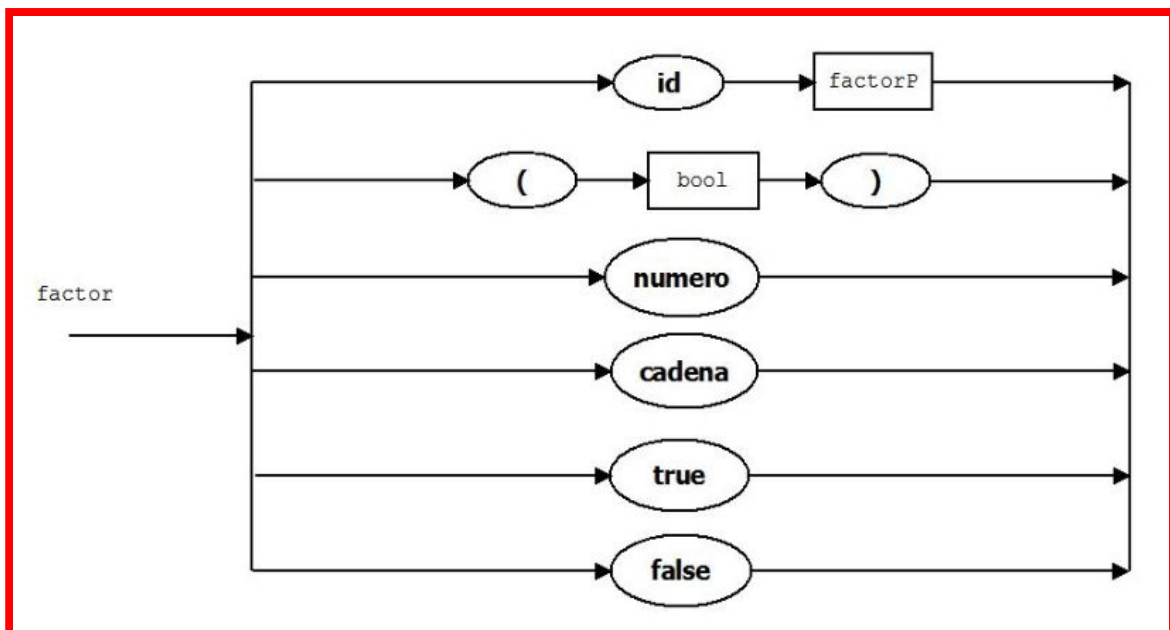 id factorP
( bool )
numero
factor
cadena
true
false